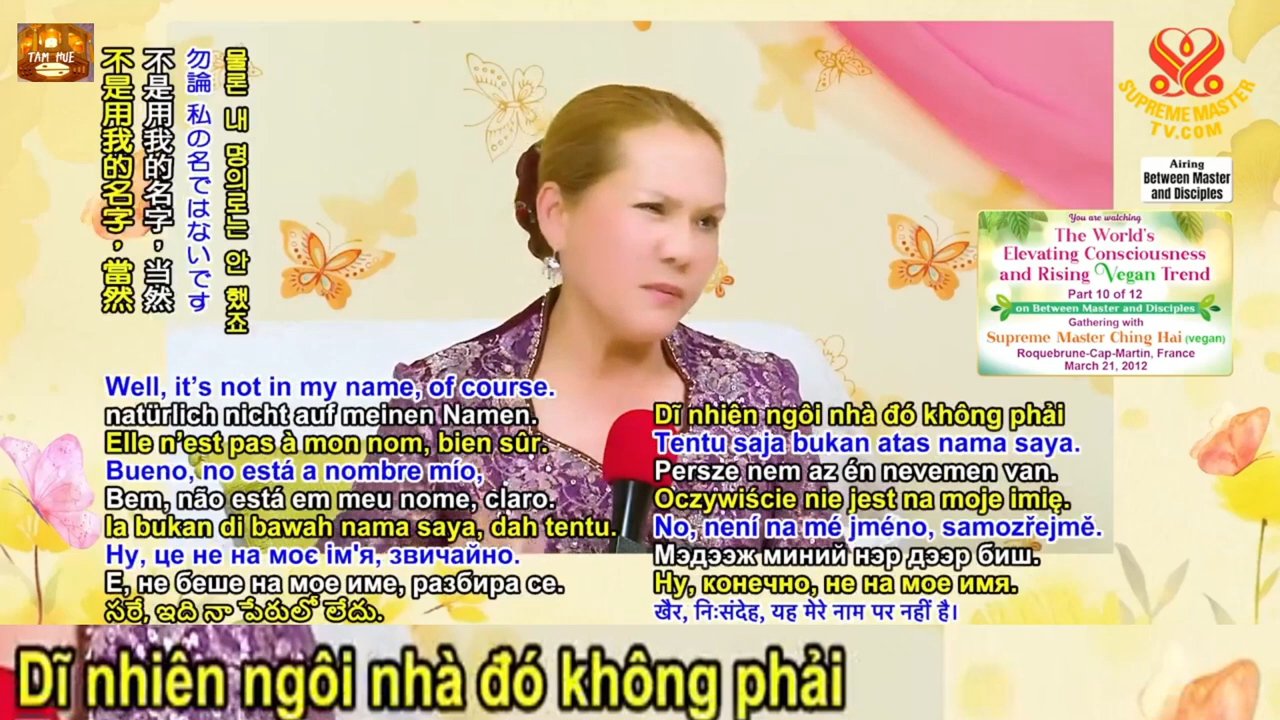 TAM HUE
不是用我的名字，當然
不是用我的名字，当然
勿論 私の名ではないです
물론 내 명의로는 안 했죠
SUPREME MASTER
TV.COM
Airing
Between Master
and Disciples
You are watching
The World's
Elevating Consciousness
and Rising Vegan Trend
Part 10 of 12
on Between Master and Disciples
Gathering with
Supreme Master Ching Hai (vegan)
Roquebrune-Cap-Martin, France
March 21, 2012
Well, it's not in my name, of course.
natürlich nicht auf meinen Namen.
Elle n'est pas à mon nom, bien sûr.
Bueno, no está a nombre mío,
Bem, não está em meu nome, claro.
Ia bukan di bawah nama saya, dah tentu.
Ну, це не на моє ім'я, звичайно.
Е, не беше на мое име, разбира се.
సరే, ఇది నా పేరులో లేదు.
Dĩ nhiên ngôi nhà đó không phải
Tentu saja bukan atas nama saya.
Persze nem az én nevemen van.
Oczywiście nie jest na moje imię.
No, není na mé jméno, samozřejmě.
Мэдээж миний нэр дээр биш.
Ну, конечно, не на мое имя.
खैर, निःसंदेह, यह मेरे नाम पर नहीं है।
Dĩ nhiên ngôi nhà đó không phải